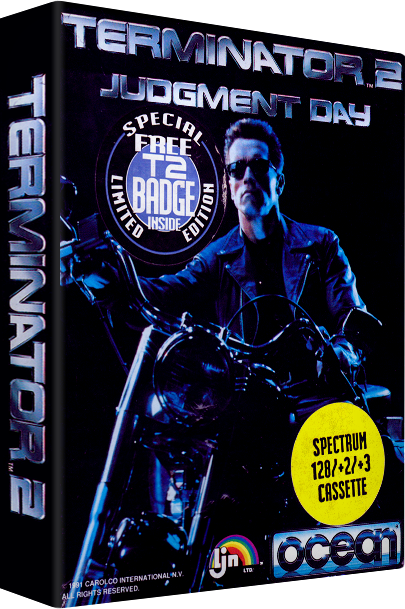 TERMINATOR 2
TERMINATOR 2
™
JUDGMENT DAY
SPECIAL
FREE
T2
BADGE
INSIDE
LIMITED
EDITION
SPECTRUM
128/+2/+3
CASSETTE
ljn
LTD.
ocean
1991 CAROLCO INTERNATIONAL N.V.
ALL RIGHTS RESERVED.